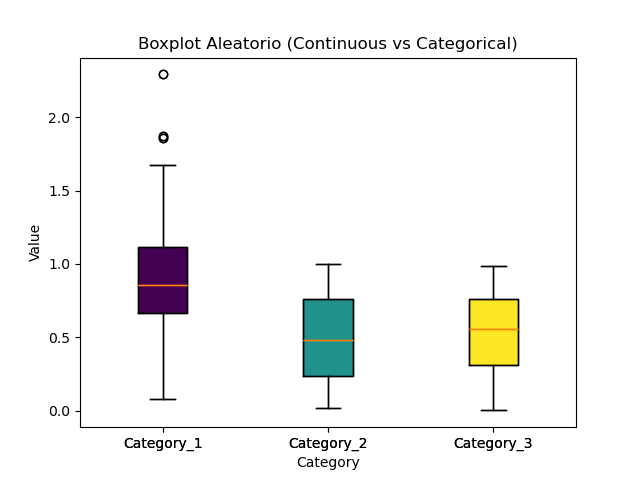 Boxplot Aleatorio (Continuous vs Categorical)
2.0
1.5
1.0
0.5
0.0
Value
Category_1 Category_2 Category_3
Category